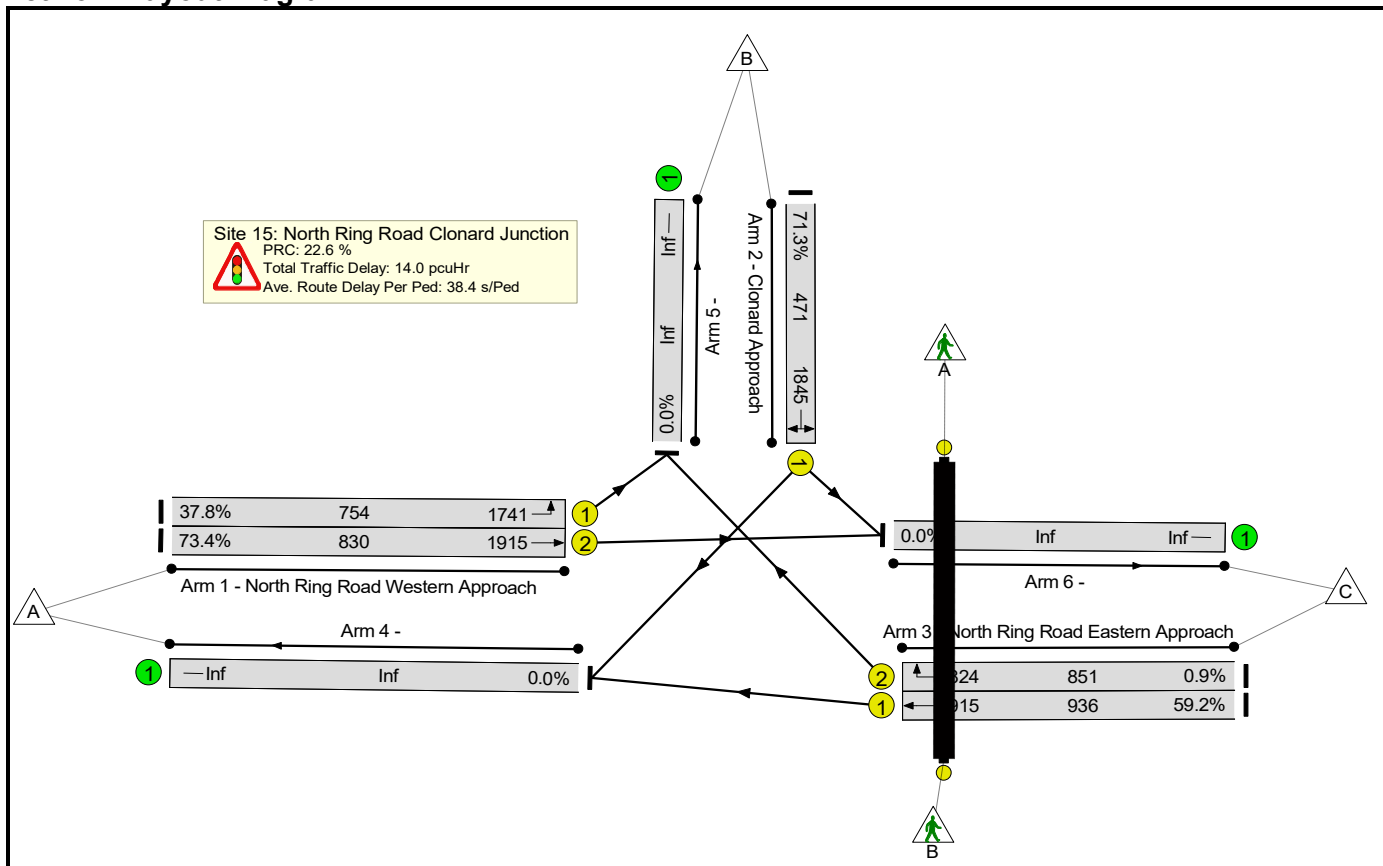 B
Site 15: North Ring Road Clonard Junction
PRC: 22.6 %
Total Traffic Delay: 14.0 pcuHr
Ave. Route Delay Per Ped: 38.4 s/Ped
1
Inf
Inf
0.0%
Arm 5 -
Arm 2 - Clonard Approach
71.3% 471 1845
1
A
37.8% 754 1741 1
73.4% 830 1915 2
Arm 1 - North Ring Road Western Approach
A
Arm 4 -
1 Inf Inf 0.0%
0.0% Inf Inf 1
Arm 6 -
C
Arm 3 North Ring Road Eastern Approach
2 824 851 0.9%
1 915 936 59.2%
B